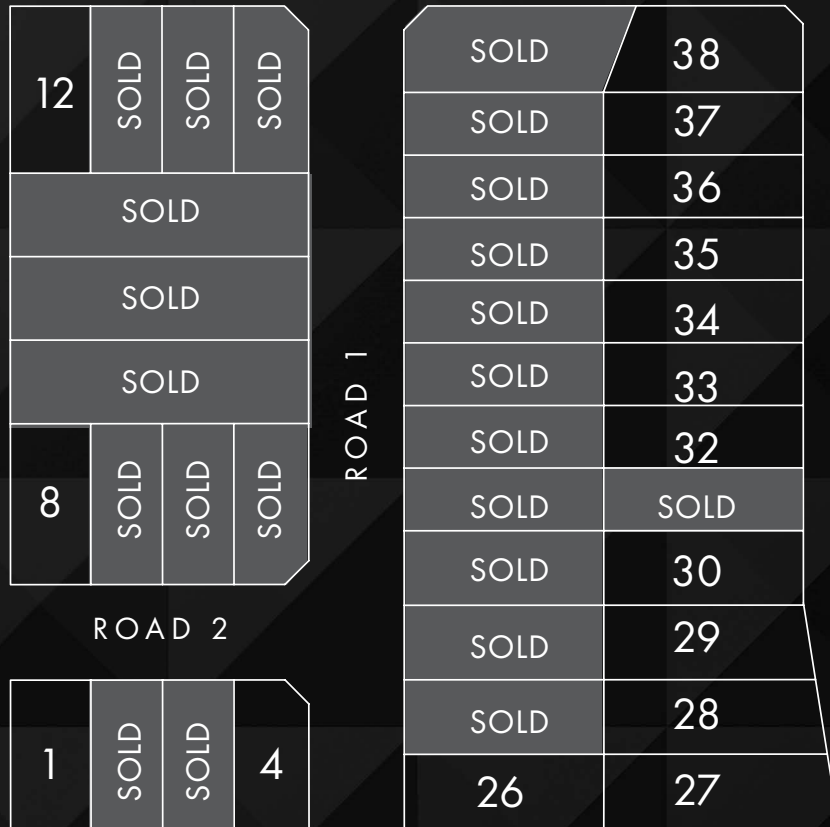 12
SOLD
SOLD
SOLD
SOLD
SOLD
SOLD
8
SOLD
SOLD
SOLD
ROAD 2
1
SOLD
SOLD
4
ROAD 1
SOLD
38
SOLD
37
SOLD
36
SOLD
35
SOLD
34
SOLD
33
SOLD
32
SOLD
SOLD
SOLD
30
SOLD
29
SOLD
28
26
27